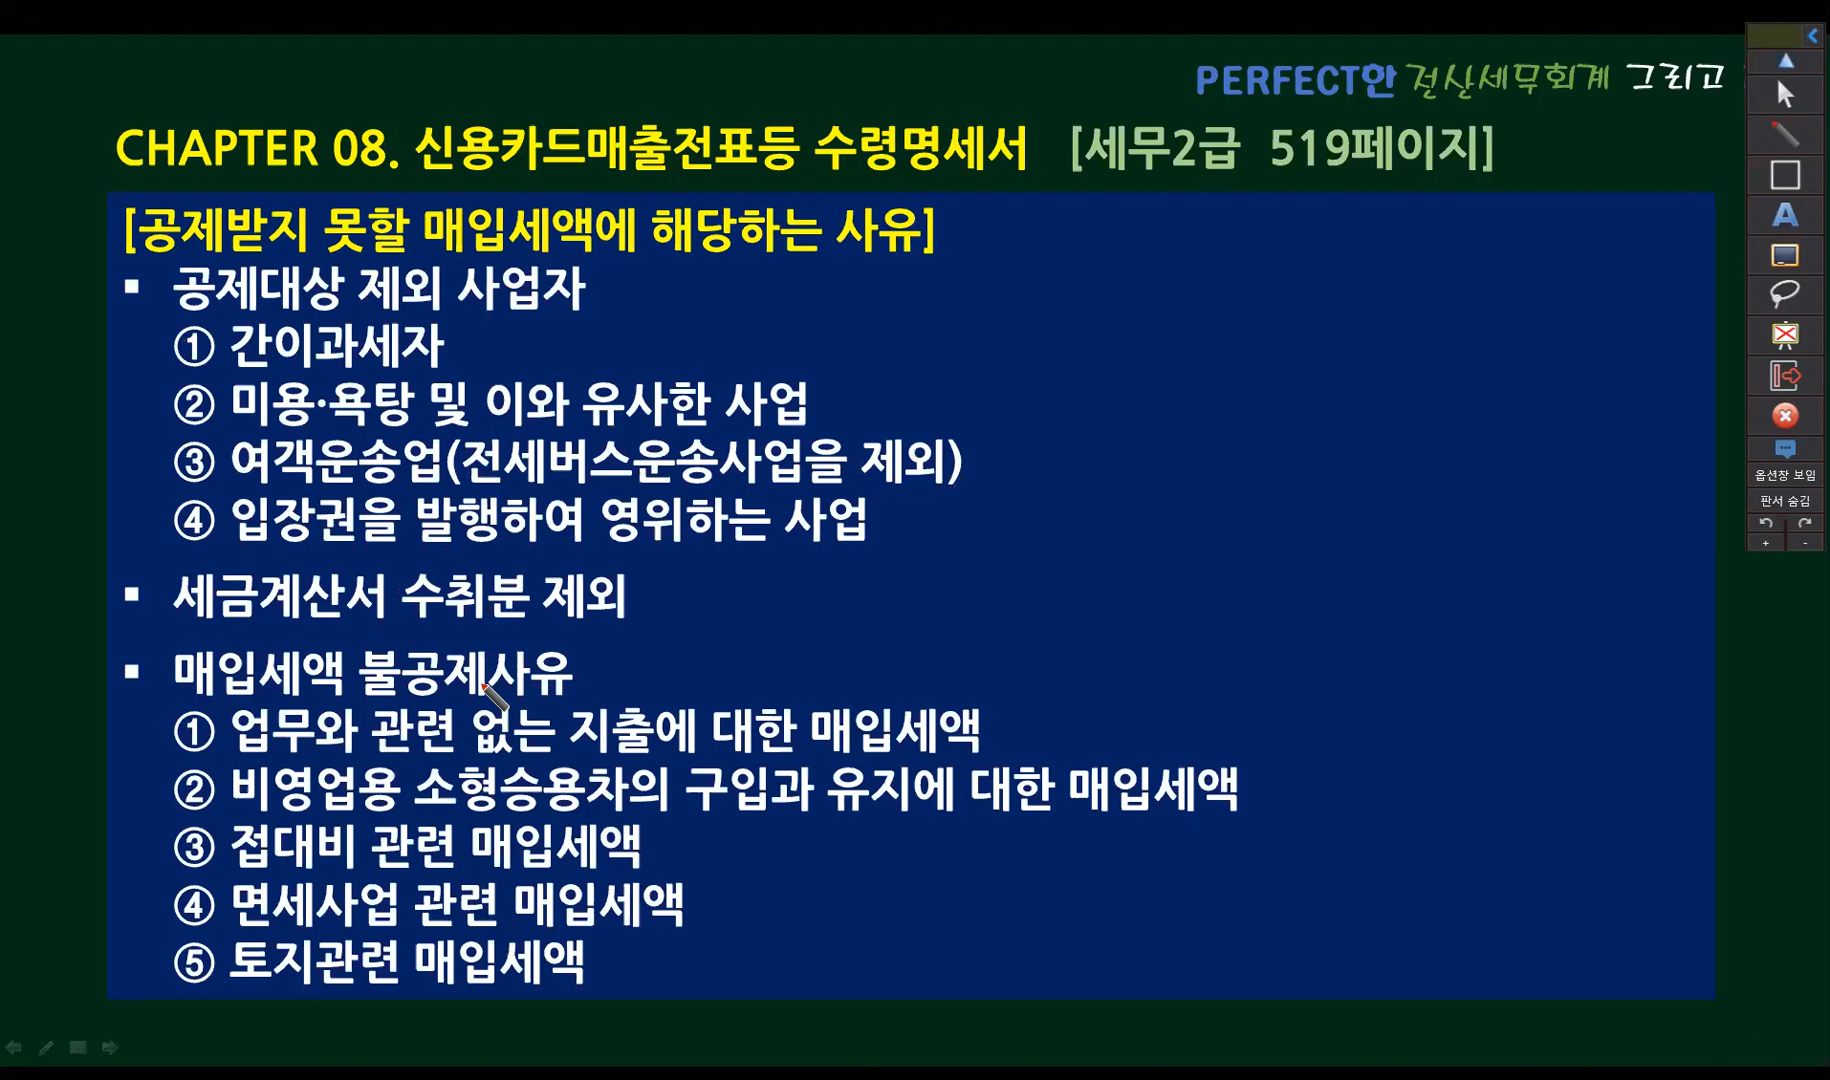 PERFECT한 전산세무회계 그리고
CHAPTER 08. 신용카드매출전표등 수령명세서 [세무2급 519페이지]
[공제받지 못할 매입세액에 해당하는 사유]
▪ 공제대상 제외 사업자
① 간이과세자
② 미용·욕탕 및 이와 유사한 사업
③ 여객운송업(전세버스운송사업을 제외)
④ 입장권을 발행하여 영위하는 사업
▪ 세금계산서 수취분 제외
▪ 매입세액 불공제사유
① 업무와 관련 없는 지출에 대한 매입세액
② 비영업용 소형승용차의 구입과 유지에 대한 매입세액
③ 접대비 관련 매입세액
④ 면세사업 관련 매입세액
⑤ 토지관련 매입세액
A
옵션창 보임
판서 숨김
+ -